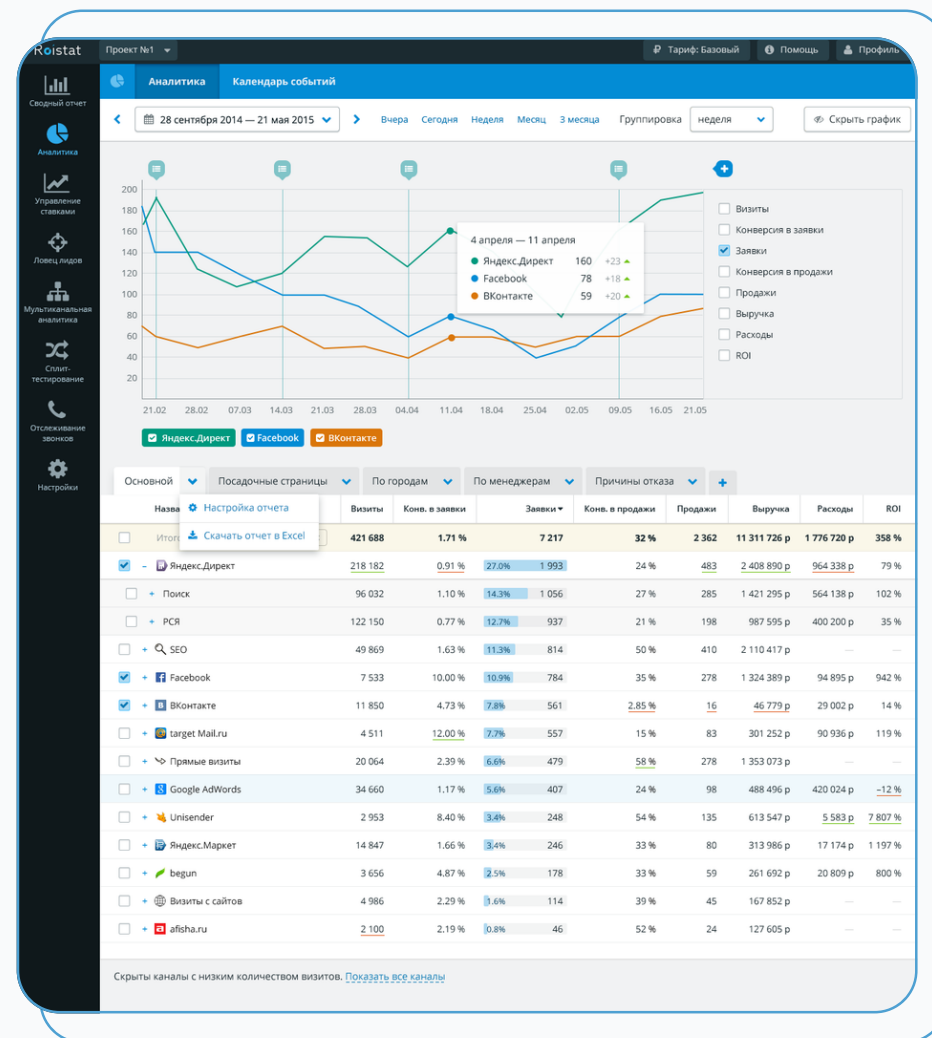 Roistat Проект №1 Тариф: Базовый Помощь Профиль
Сводный отчет
Аналитика
Управление
ставками
Ловец лидов
Мультиканальная
аналитика
Сплит-
тестирование
Отслеживание
звонков
Настройки
Аналитика Календарь событий
28 сентября 2014 — 21 мая 2015 Вчера Сегодня Неделя Месяц 3 месяца Группировка неделя Скрыть график
200
180
160
140
120
100
80
60
40
20
21.02 28.02 07.03 14.03 21.03 28.03 04.04 11.04 18.04 25.04 02.05 09.05 16.05 21.05
4 апреля — 11 апреля
Яндекс.Директ 160 +23
Facebook 78 +18
ВКонтакте 59 +20
Визиты
Конверсия в заявки
Заявки
Конверсия в продажи
Продажи
Выручка
Расходы
ROI
Яндекс.Директ Facebook ВКонтакте
Основной Посадочные страницы По городам По менеджерам Причины отказа
Настройка отчета
Скачать отчет в Excel
Визиты Конв. в заявки Заявки Конв. в продажи Продажи Выручка Расходы ROI
421 688 1.71 % 7 217 32 % 2 362 11 311 726 р 1 776 720 р 358 %
Яндекс.Директ 218 182 0.91 % 27.0% 1 993 24 % 483 2 408 890 р 964 338 р 79 %
Поиск 96 032 1.10 % 14.3% 1 056 27 % 285 1 421 295 р 564 138 р 102 %
РСЯ 122 150 0.77 % 12.7% 937 21 % 198 987 595 р 400 200 р 35 %
SEO 49 869 1.63 % 11.3% 814 50 % 410 2 110 417 р — —
Facebook 7 533 10.00 % 10.9% 784 35 % 278 1 324 389 р 94 895 р 942 %
ВКонтакте 11 850 4.73 % 7.8% 561 2.85 % 16 46 779 р 29 002 р 14 %
target Mail.ru 4 511 12.00 % 7.7% 557 15 % 83 301 252 р 90 936 р 119 %
Прямые визиты 20 064 2.39 % 6.6% 479 58 % 278 1 353 073 р — —
Google AdWords 34 660 1.17 % 5.6% 407 24 % 98 488 496 р 420 024 р –12 %
Unisender 2 953 8.40 % 3.4% 248 54 % 135 613 547 р 5 583 р 7 807 %
Яндекс.Маркет 14 847 1.66 % 3.4% 246 33 % 80 313 986 р 17 174 р 1 197 %
begun 3 656 4.87 % 2.5% 178 33 % 59 261 692 р 20 809 р 800 %
Визиты с сайтов 4 986 2.29 % 1.6% 114 39 % 45 167 852 р — —
afisha.ru 2 100 2.19 % 0.8% 46 52 % 24 127 605 р — —
Скрыты каналы с низким количеством визитов. Показать все каналы